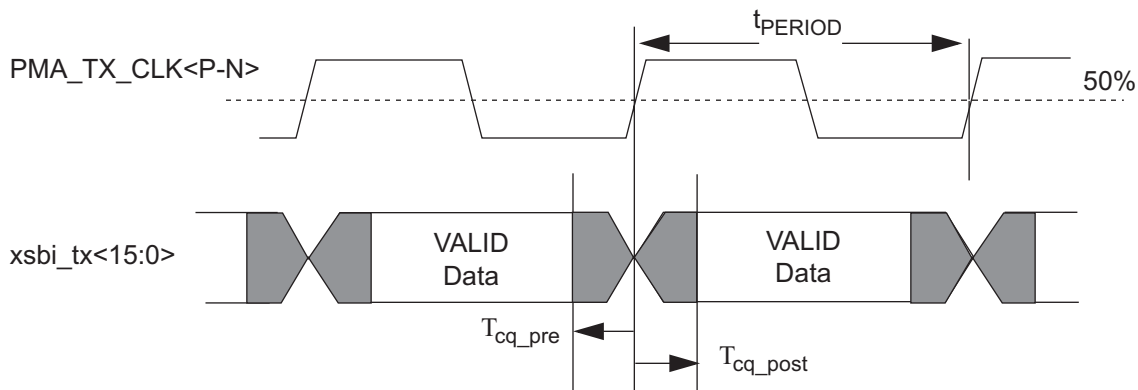 tPERIOD
PMA_TX_CLK<P-N>
50%
xsbi_tx<15:0>
VALID
Data
VALID
Data
Tcq_pre
Tcq_post